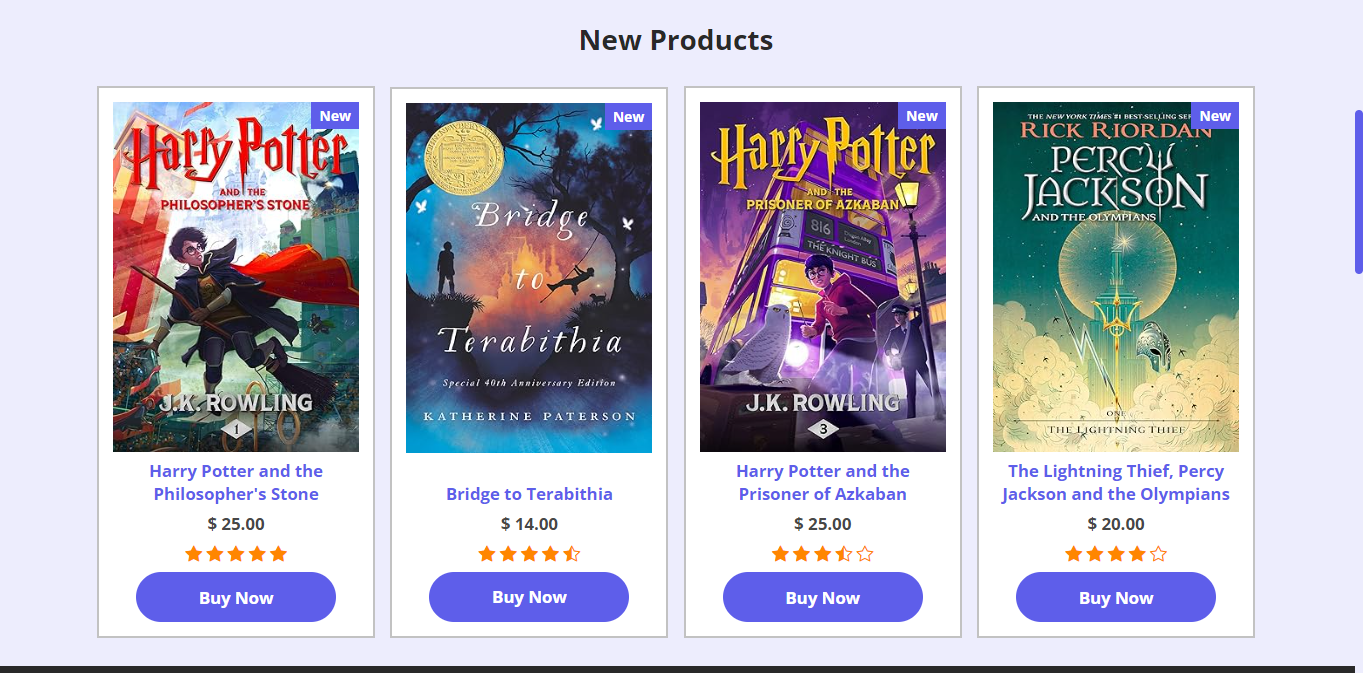 New Products
New
Harry Potter
AND THE
PHILOSOPHER'S STONE
J.K. ROWLING
1
Harry Potter and the
Philosopher's Stone
$ 25.00
Buy Now
New
Bridge
to
Terabithia
Special 40th Anniversary Edition
KATHERINE PATERSON
Bridge to Terabithia
$ 14.00
Buy Now
New
Harry Potter
AND THE
PRISONER OF AZKABAN
816
THE KNIGHT BUS
J.K. ROWLING
3
Harry Potter and the
Prisoner of Azkaban
$ 25.00
Buy Now
New
THE NEW YORK TIMES #1 BEST-SELLING
RICK RIORDAN
PERCY
JACKSON
AND THE OLYMPIANS
ONE
THE LIGHTNING THIEF
The Lightning Thief, Percy
Jackson and the Olympians
$ 20.00
Buy Now